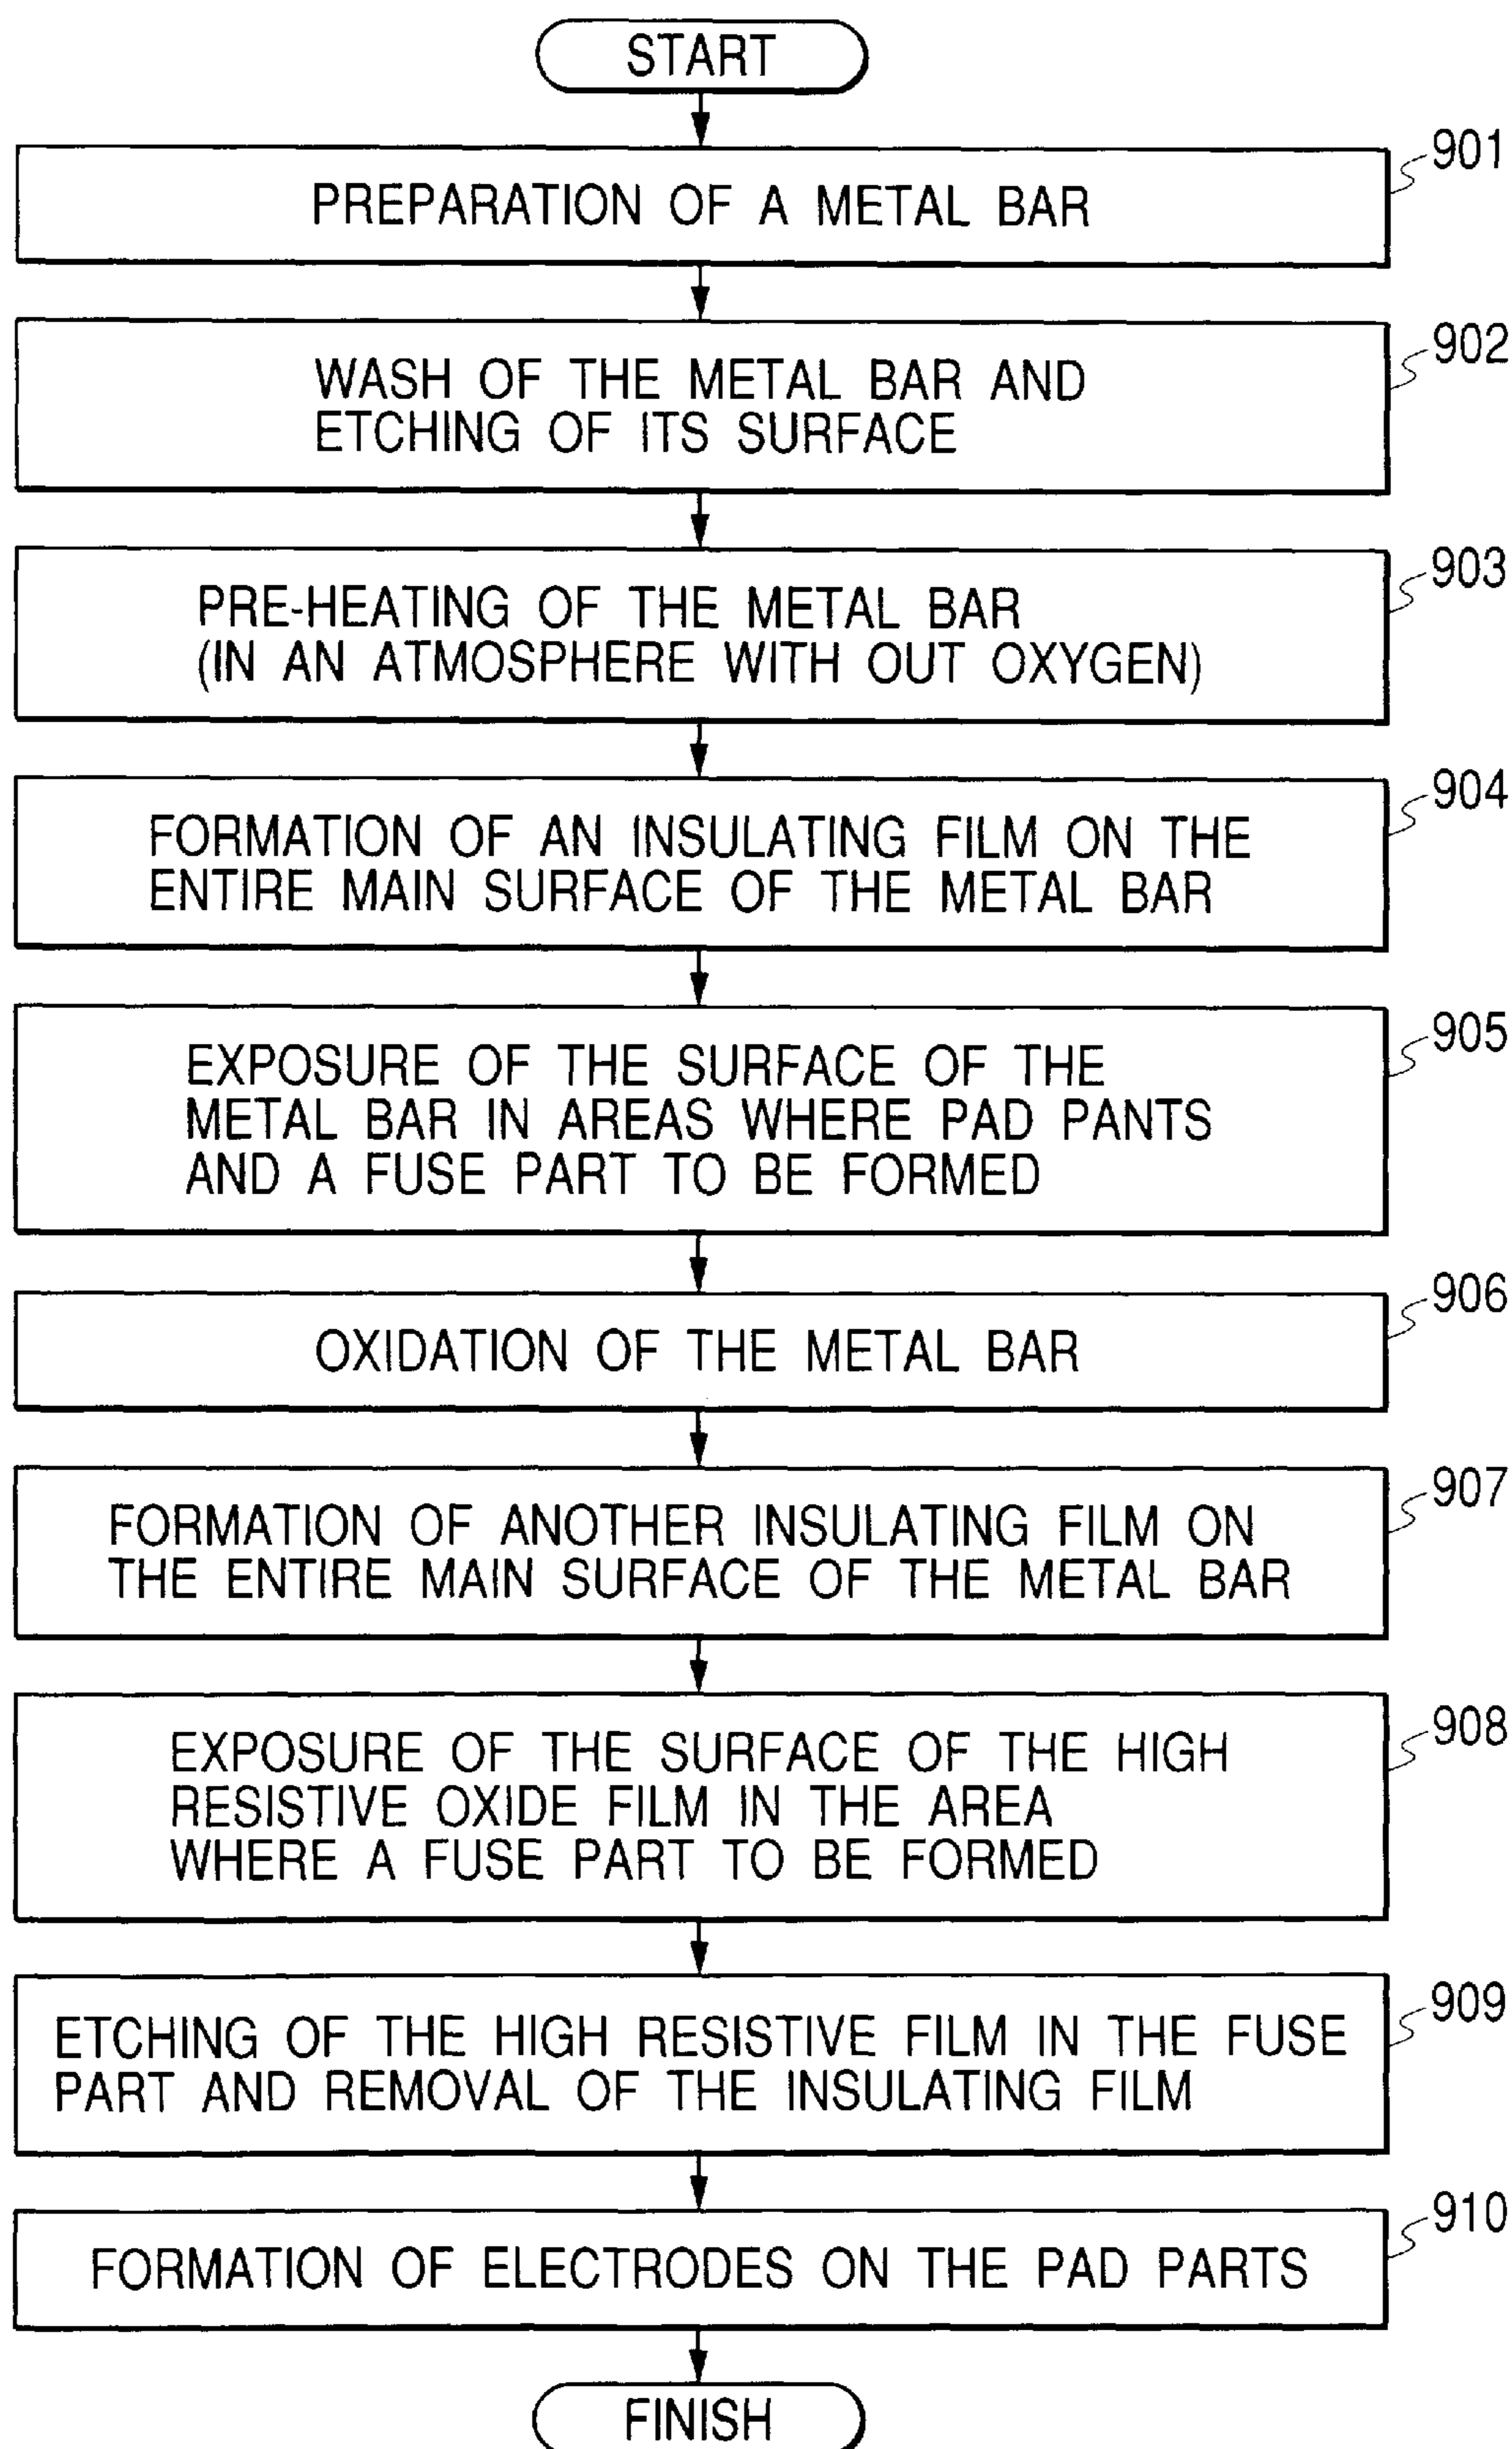 START
901
PREPARATION OF A METAL BAR
902
WASH OF THE METAL BAR AND
ETCHING OF ITS SURFACE
903
PRE-HEATING OF THE METAL BAR
(IN AN ATMOSPHERE WITH OUT OXYGEN)
904
FORMATION OF AN INSULATING FILM ON THE
ENTIRE MAIN SURFACE OF THE METAL BAR
905
EXPOSURE OF THE SURFACE OF THE
METAL BAR IN AREAS WHERE PAD PANTS
AND A FUSE PART TO BE FORMED
906
OXIDATION OF THE METAL BAR
907
FORMATION OF ANOTHER INSULATING FILM ON
THE ENTIRE MAIN SURFACE OF THE METAL BAR
908
EXPOSURE OF THE SURFACE OF THE HIGH
RESISTIVE OXIDE FILM IN THE AREA
WHERE A FUSE PART TO BE FORMED
909
ETCHING OF THE HIGH RESISTIVE FILM IN THE FUSE
PART AND REMOVAL OF THE INSULATING FILM
910
FORMATION OF ELECTRODES ON THE PAD PARTS
FINISH